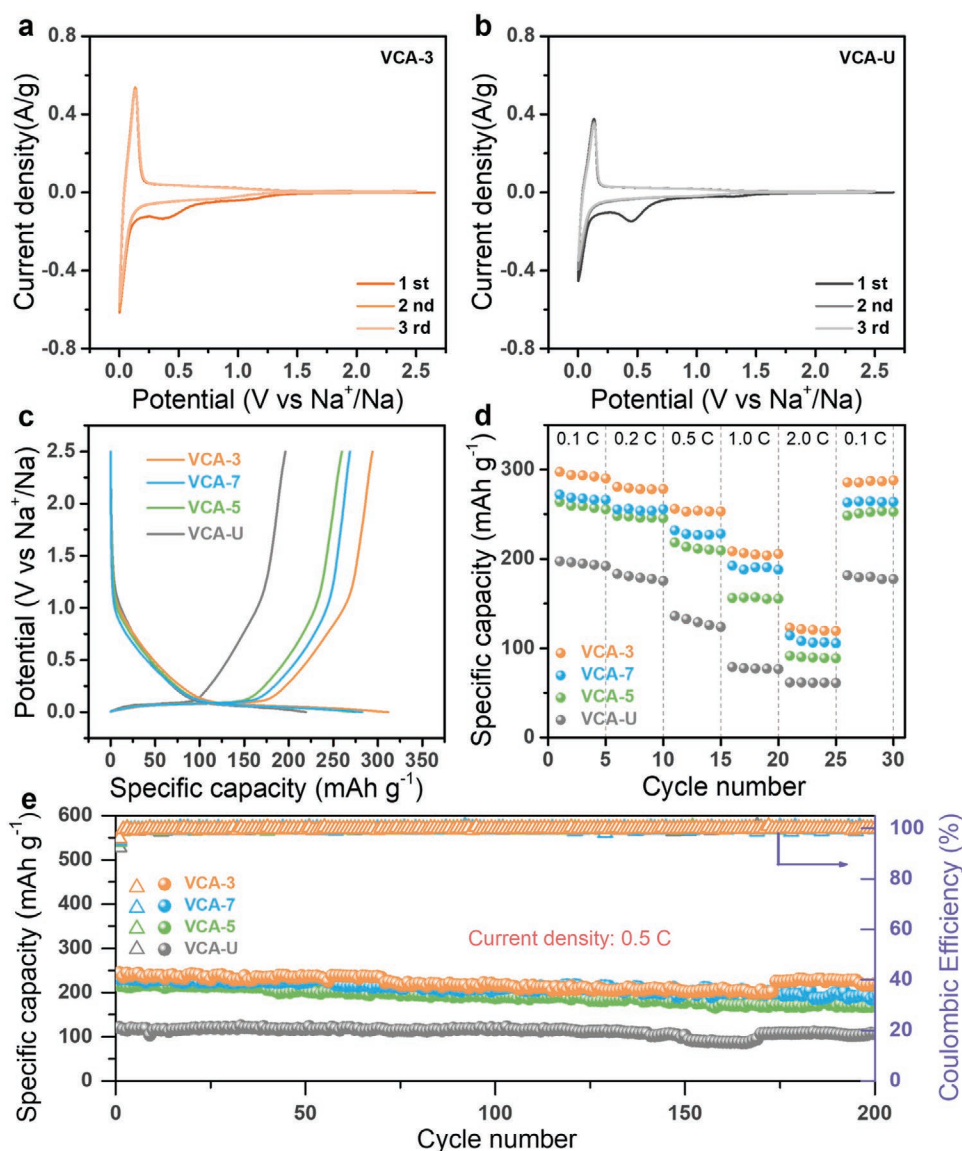 a
VCA-3
0.8
0.4
0.0
-0.4
-0.8
Current density(A/g)
1 st
2 nd
3 rd
0.0 0.5 1.0 1.5 2.0 2.5
Potential (V vs Na⁺/Na)
b
VCA-U
0.8
0.4
0.0
-0.4
-0.8
Current density(A/g)
1 st
2 nd
3 rd
0.0 0.5 1.0 1.5 2.0 2.5
Potential (V vs Na⁺/Na)
c
2.5
2.0
1.5
1.0
0.5
0.0
Potential (V vs Na⁺/Na)
VCA-3
VCA-7
VCA-5
VCA-U
0 50 100 150 200 250 300 350
Specific capacity (mAh g⁻¹)
d
0.1 C 0.2 C 0.5 C 1.0 C 2.0 C 0.1 C
300
200
100
0
Specific capacity (mAh g⁻¹)
VCA-3
VCA-7
VCA-5
VCA-U
0 5 10 15 20 25 30
Cycle number
e
600
500
400
300
200
100
0
Specific capacity (mAh g⁻¹)
VCA-3
VCA-7
VCA-5
VCA-U
Current density: 0.5 C
100
80
60
40
20
0
Coulombic Efficiency (%)
0 50 100 150 200
Cycle number